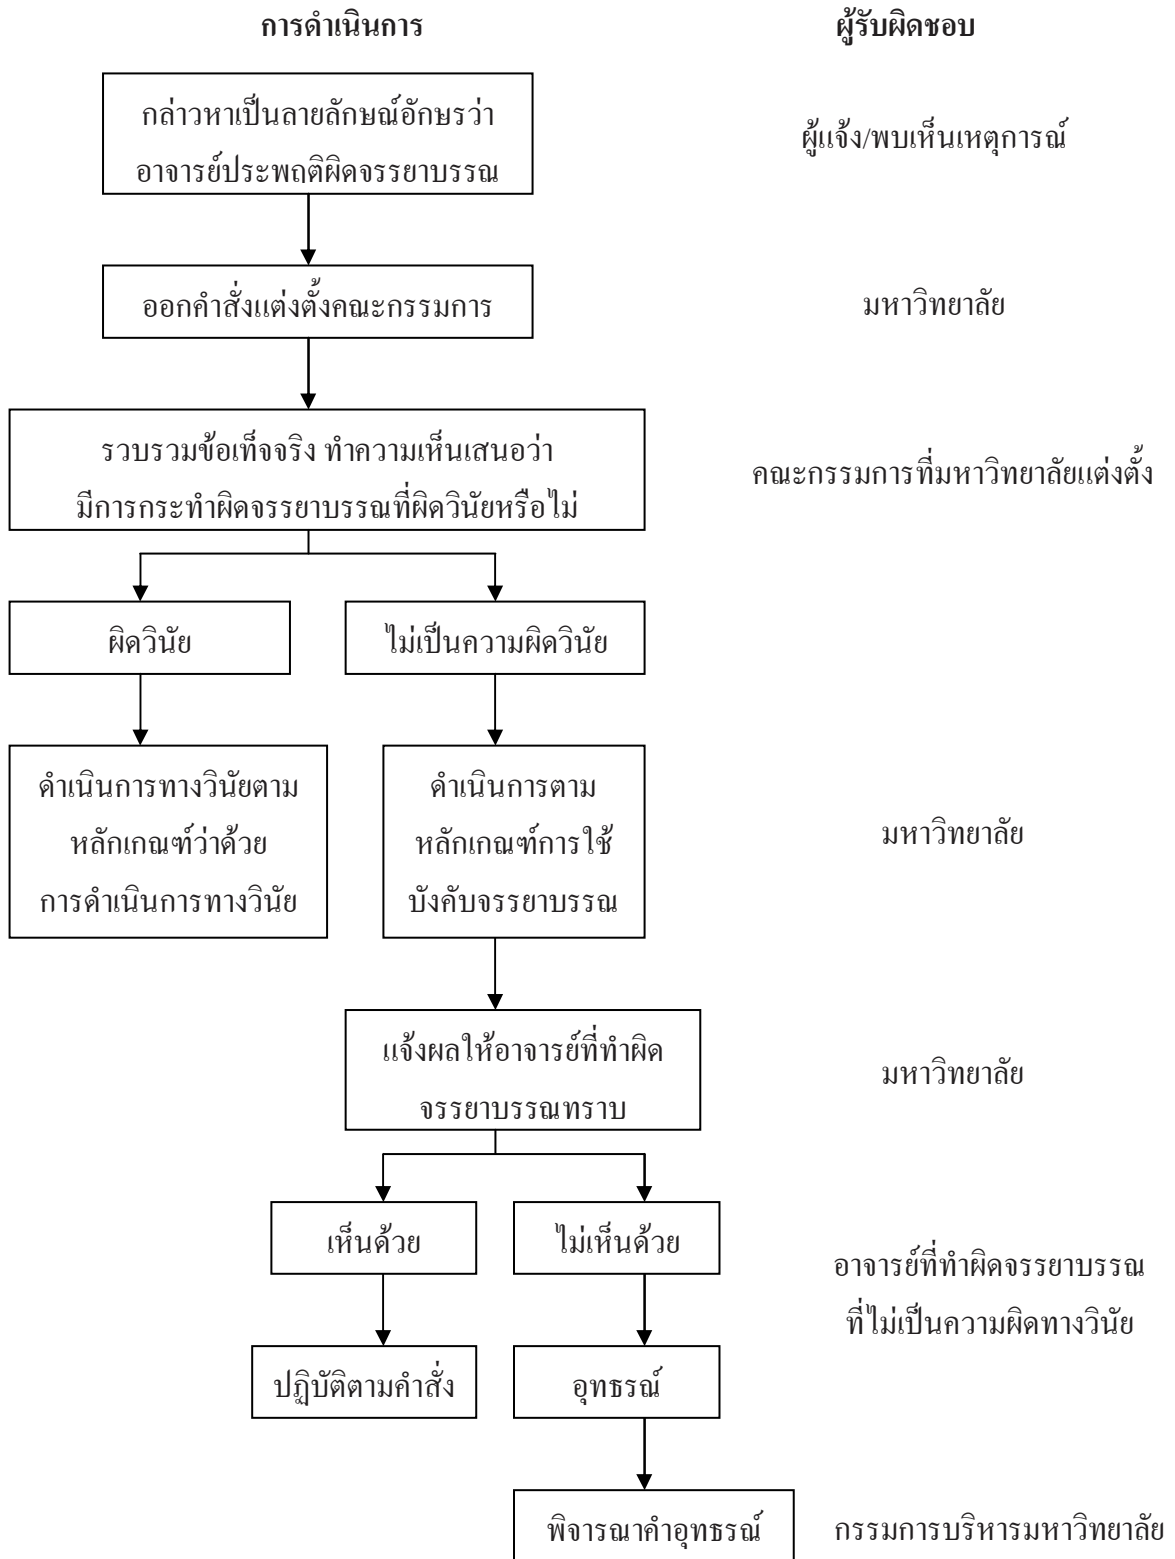 การดำเนินการ
ผู้รับผิดชอบ
กล่าวหาเป็นลายลักษณ์อักษรว่า
อาจารย์ประพฤติผิดจรรยาบรรณ
ผู้แจ้ง/พบเห็นเหตุการณ์
ออกคำสั่งแต่งตั้งคณะกรรมการ
มหาวิทยาลัย
รวบรวมข้อเท็จจริง ทำความเห็นเสนอว่า
มีการกระทำผิดจรรยาบรรณที่ผิดวินัยหรือไม่
คณะกรรมการที่มหาวิทยาลัยแต่งตั้ง
ผิดวินัย
ไม่เป็นความผิดวินัย
ดำเนินการทางวินัยตาม
หลักเกณฑ์ว่าด้วย
การดำเนินการทางวินัย
ดำเนินการตาม
หลักเกณฑ์การใช้
บังคับจรรยาบรรณ
มหาวิทยาลัย
แจ้งผลให้อาจารย์ที่ทำผิด
จรรยาบรรณทราบ
มหาวิทยาลัย
เห็นด้วย
ไม่เห็นด้วย
อาจารย์ที่ทำผิดจรรยาบรรณ
ที่ไม่เป็นความผิดทางวินัย
ปฏิบัติตามคำสั่ง
อุทธรณ์
พิจารณาคำอุทธรณ์
กรรมการบริหารมหาวิทยาลัย